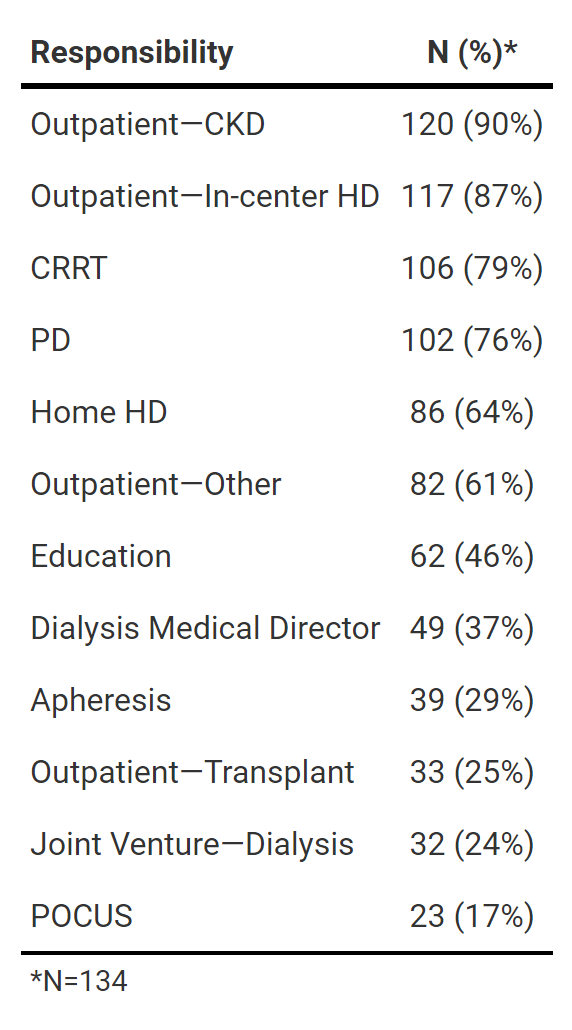 Responsibility N (%)*
Outpatient—CKD 120 (90%)
Outpatient—In-center HD 117 (87%)
CRRT 106 (79%)
PD 102 (76%)
Home HD 86 (64%)
Outpatient—Other 82 (61%)
Education 62 (46%)
Dialysis Medical Director 49 (37%)
Apheresis 39 (29%)
Outpatient—Transplant 33 (25%)
Joint Venture—Dialysis 32 (24%)
POCUS 23 (17%)
*N=134